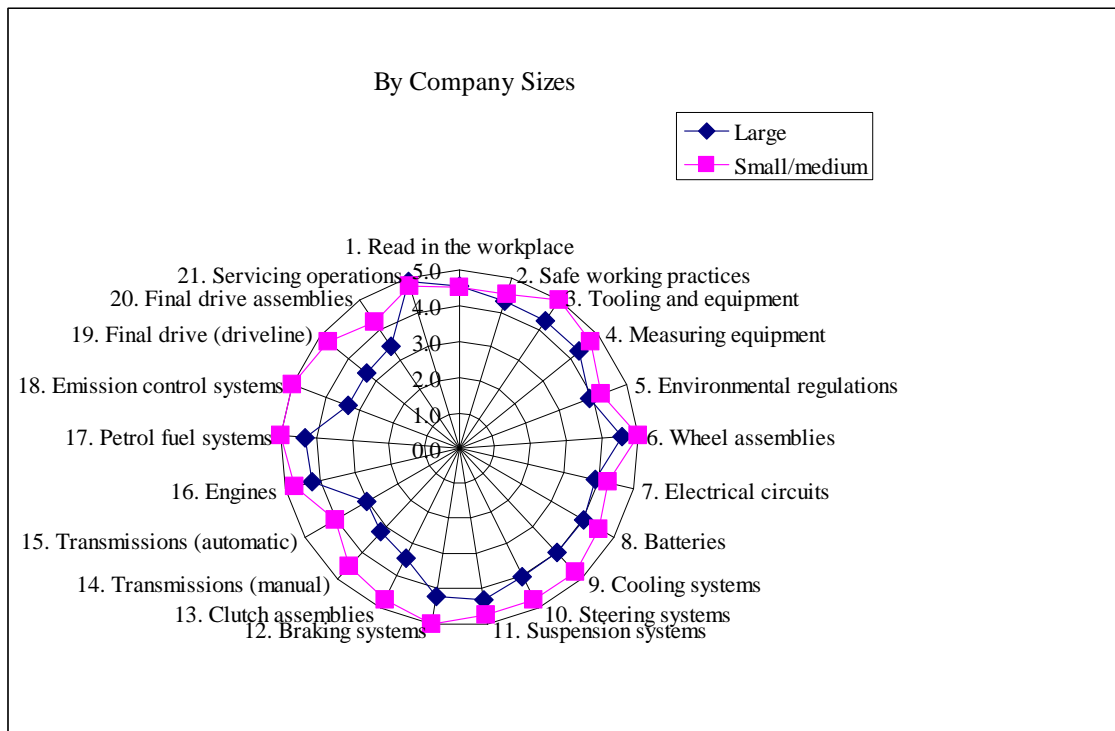 By Company Sizes
Large
Small/medium
1. Read in the workplace
2. Safe working practices
3. Tooling and equipment
4. Measuring equipment
5. Environmental regulations
6. Wheel assemblies
7. Electrical circuits
8. Batteries
9. Cooling systems
10. Steering systems
11. Suspension systems
12. Braking systems
13. Clutch assemblies
14. Transmissions (manual)
15. Transmissions (automatic)
16. Engines
17. Petrol fuel systems
18. Emission control systems
19. Final drive (driveline)
20. Final drive assemblies
21. Servicing operations
5.0
4.0
3.0
2.0
1.0
0.0